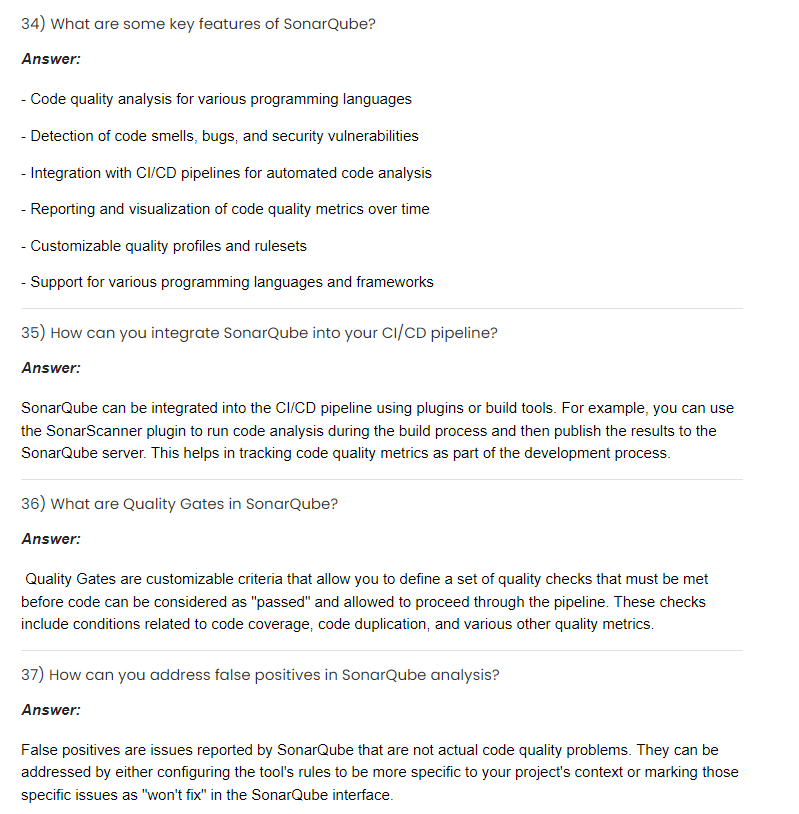 34) What are some key features of SonarQube?
Answer:
- Code quality analysis for various programming languages
- Detection of code smells, bugs, and security vulnerabilities
- Integration with CI/CD pipelines for automated code analysis
- Reporting and visualization of code quality metrics over time
- Customizable quality profiles and rulesets
- Support for various programming languages and frameworks
35) How can you integrate SonarQube into your CI/CD pipeline?
Answer:
SonarQube can be integrated into the CI/CD pipeline using plugins or build tools. For example, you can use
the SonarScanner plugin to run code analysis during the build process and then publish the results to the
SonarQube server. This helps in tracking code quality metrics as part of the development process.
36) What are Quality Gates in SonarQube?
Answer:
Quality Gates are customizable criteria that allow you to define a set of quality checks that must be met
before code can be considered as "passed" and allowed to proceed through the pipeline. These checks
include conditions related to code coverage, code duplication, and various other quality metrics.
37) How can you address false positives in SonarQube analysis?
Answer:
False positives are issues reported by SonarQube that are not actual code quality problems. They can be
addressed by either configuring the tool's rules to be more specific to your project's context or marking those
specific issues as "won't fix" in the SonarQube interface.